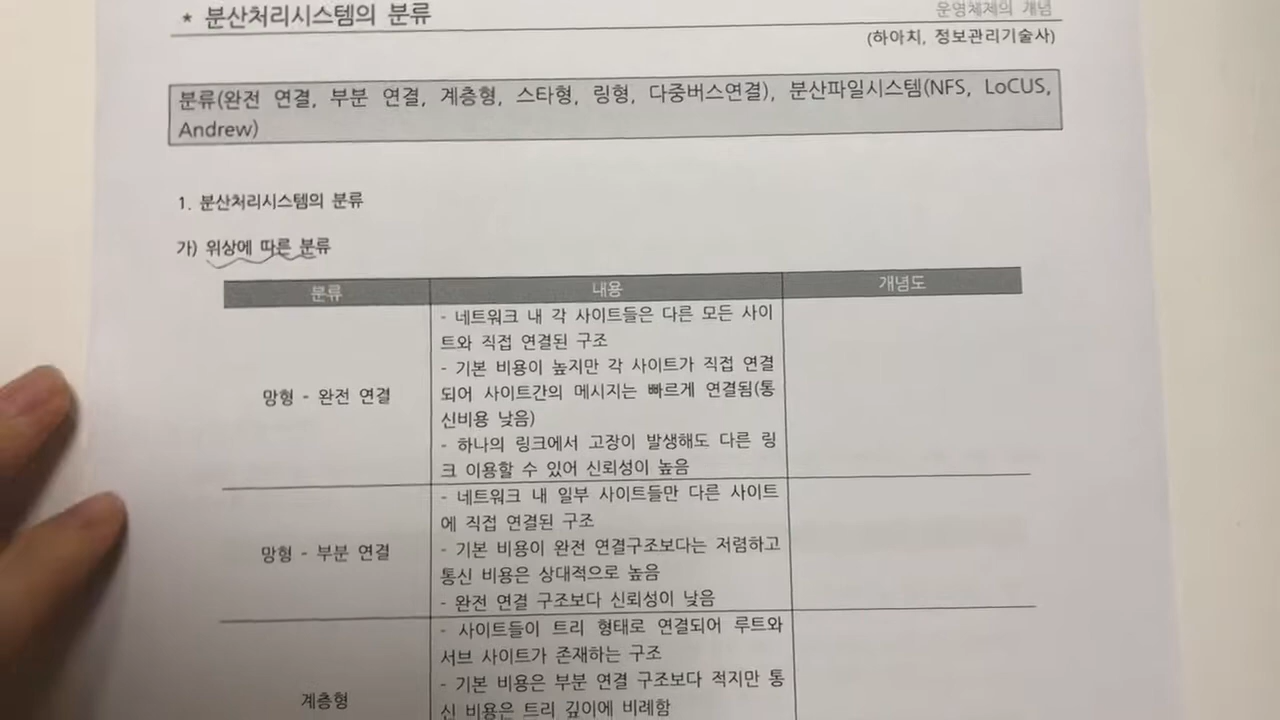 * 분산처리시스템의 분류
운영체제의 개념
(하아치, 정보관리기술사)
분류(완전 연결, 부분 연결, 계층형, 스타형, 링형, 다중버스연결), 분산파일시스템(NFS, LoCUS,
Andrew)
1. 분산처리시스템의 분류
가) 위상에 따른 분류
분류
내용
개념도
망형 - 완전 연결
- 네트워크 내 각 사이트들은 다른 모든 사이
트와 직접 연결된 구조
- 기본 비용이 높지만 각 사이트가 직접 연결
되어 사이트간의 메시지는 빠르게 연결됨(통
신비용 낮음)
- 하나의 링크에서 고장이 발생해도 다른 링
크 이용할 수 있어 신뢰성이 높음
망형 - 부분 연결
- 네트워크 내 일부 사이트들만 다른 사이트
에 직접 연결된 구조
- 기본 비용이 완전 연결구조보다는 저렴하고
통신 비용은 상대적으로 높음
- 완전 연결 구조보다 신뢰성이 낮음
계층형
- 사이트들이 트리 형태로 연결되어 루트와
서브 사이트가 존재하는 구조
- 기본 비용은 부분 연결 구조보다 적지만 통
신 비용은 트리 깊이에 비례함